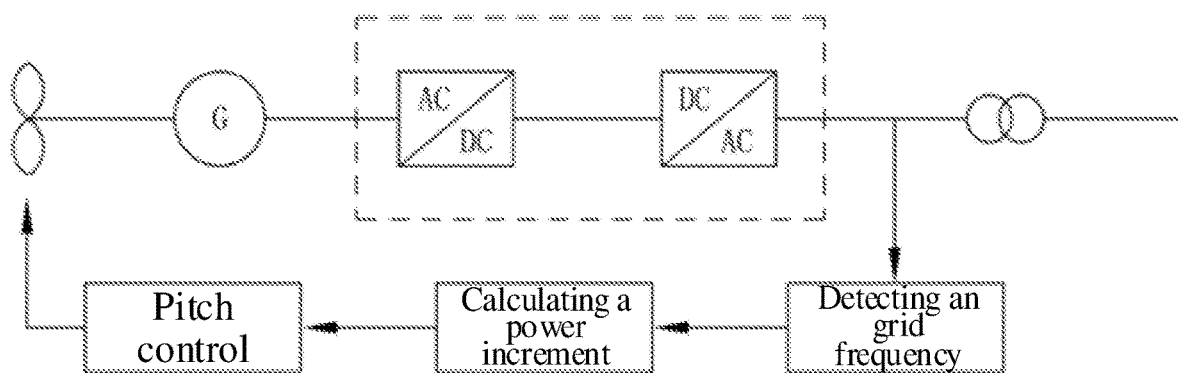 G
AC
DC
DC
AC
Pitch
control
Calculating a
power
increment
Detecting an
grid
frequency